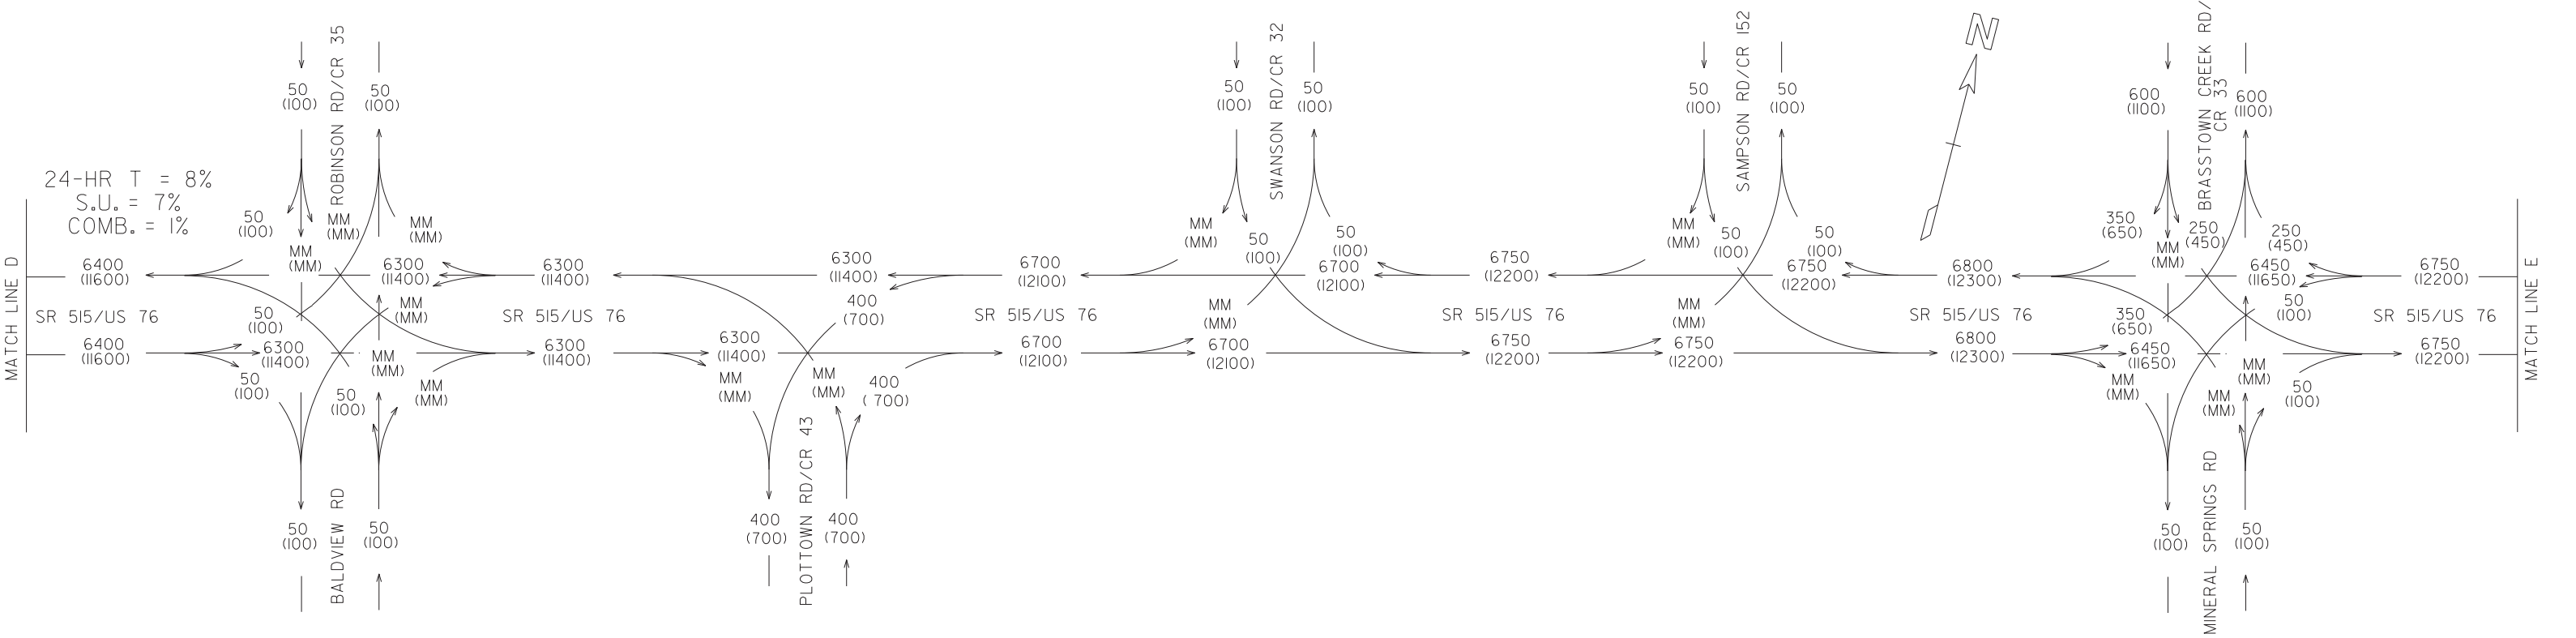 MATCH LINE D
24-HR T = 8%
S.U. = 7%
COMB. = 1%
6400
(11600)
SR 515/US 76
6400
(11600)
50
(100)
ROBINSON RD/CR 35
50
(100)
50
(100)
MM
(MM)
MM
(MM)
MM
(MM)
6300
(11400)
MM
(MM)
50
(100)
6300
(11400)
50
(100)
50
(100)
MM
(MM)
MM
(MM)
50
(100)
BALDVIEW RD
50
(100)
6300
(11400)
SR 515/US 76
6300
(11400)
6300
(11400)
400
(700)
6300
(11400)
MM
(MM)
MM
(MM)
400
( 700)
400
(700)
PLOTTOWN RD/CR 43
400
(700)
6700
(12100)
SR 515/US 76
6700
(12100)
50
(100)
SWANSON RD/CR 32
50
(100)
MM
(MM)
50
(100)
50
(100)
6700
(12100)
MM
(MM)
6700
(12100)
6750
(12200)
SR 515/US 76
6750
(12200)
50
(100)
SAMPSON RD/CR 152
50
(100)
MM
(MM)
50
(100)
50
(100)
6750
(12200)
MM
(MM)
6750
(12200)
N
6800
(12300)
SR 515/US 76
6800
(12300)
600
(1100)
BRASSTOWN CREEK RD/
CR 33
600
(1100)
350
(650)
MM
(MM)
250
(450)
250
(450)
6450
(11650)
50
(100)
350
(650)
6450
(11650)
MM
(MM)
MM
(MM)
MM
(MM)
50
(100)
50
(100)
MINERAL SPRINGS RD
50
(100)
6750
(12200)
SR 515/US 76
6750
(12200)
MATCH LINE E